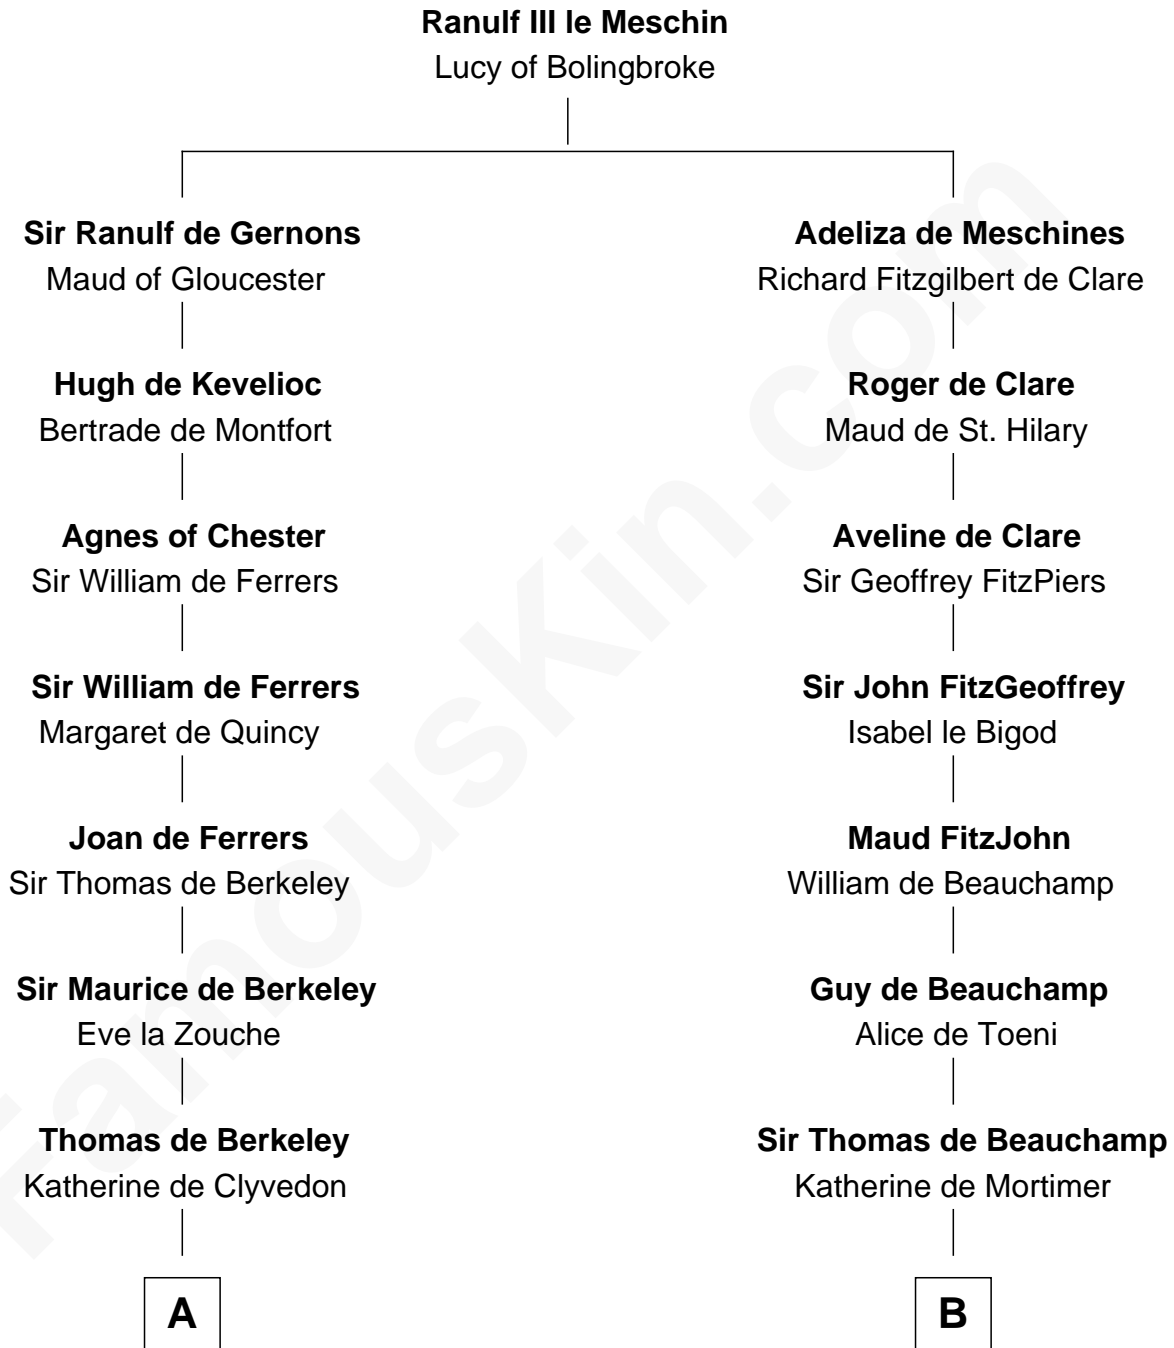 Ranulf III le Meschin
Lucy of Bolingbroke
Sir Ranulf de Gernons
Maud of Gloucester
Adeliza de Meschines
Richard Fitzgilbert de Clare
Hugh de Kevelioc
Bertrade de Montfort
Roger de Clare
Maud de St. Hilary
Agnes of Chester
Sir William de Ferrers
Aveline de Clare
Sir Geoffrey FitzPiers
Sir William de Ferrers
Margaret de Quincy
Sir John FitzGeoffrey
Isabel le Bigod
Joan de Ferrers
Sir Thomas de Berkeley
Maud FitzJohn
William de Beauchamp
Sir Maurice de Berkeley
Eve la Zouche
Guy de Beauchamp
Alice de Toeni
Thomas de Berkeley
Katherine de Clyvedon
Sir Thomas de Beauchamp
Katherine de Mortimer
A
B
FamousKin.com